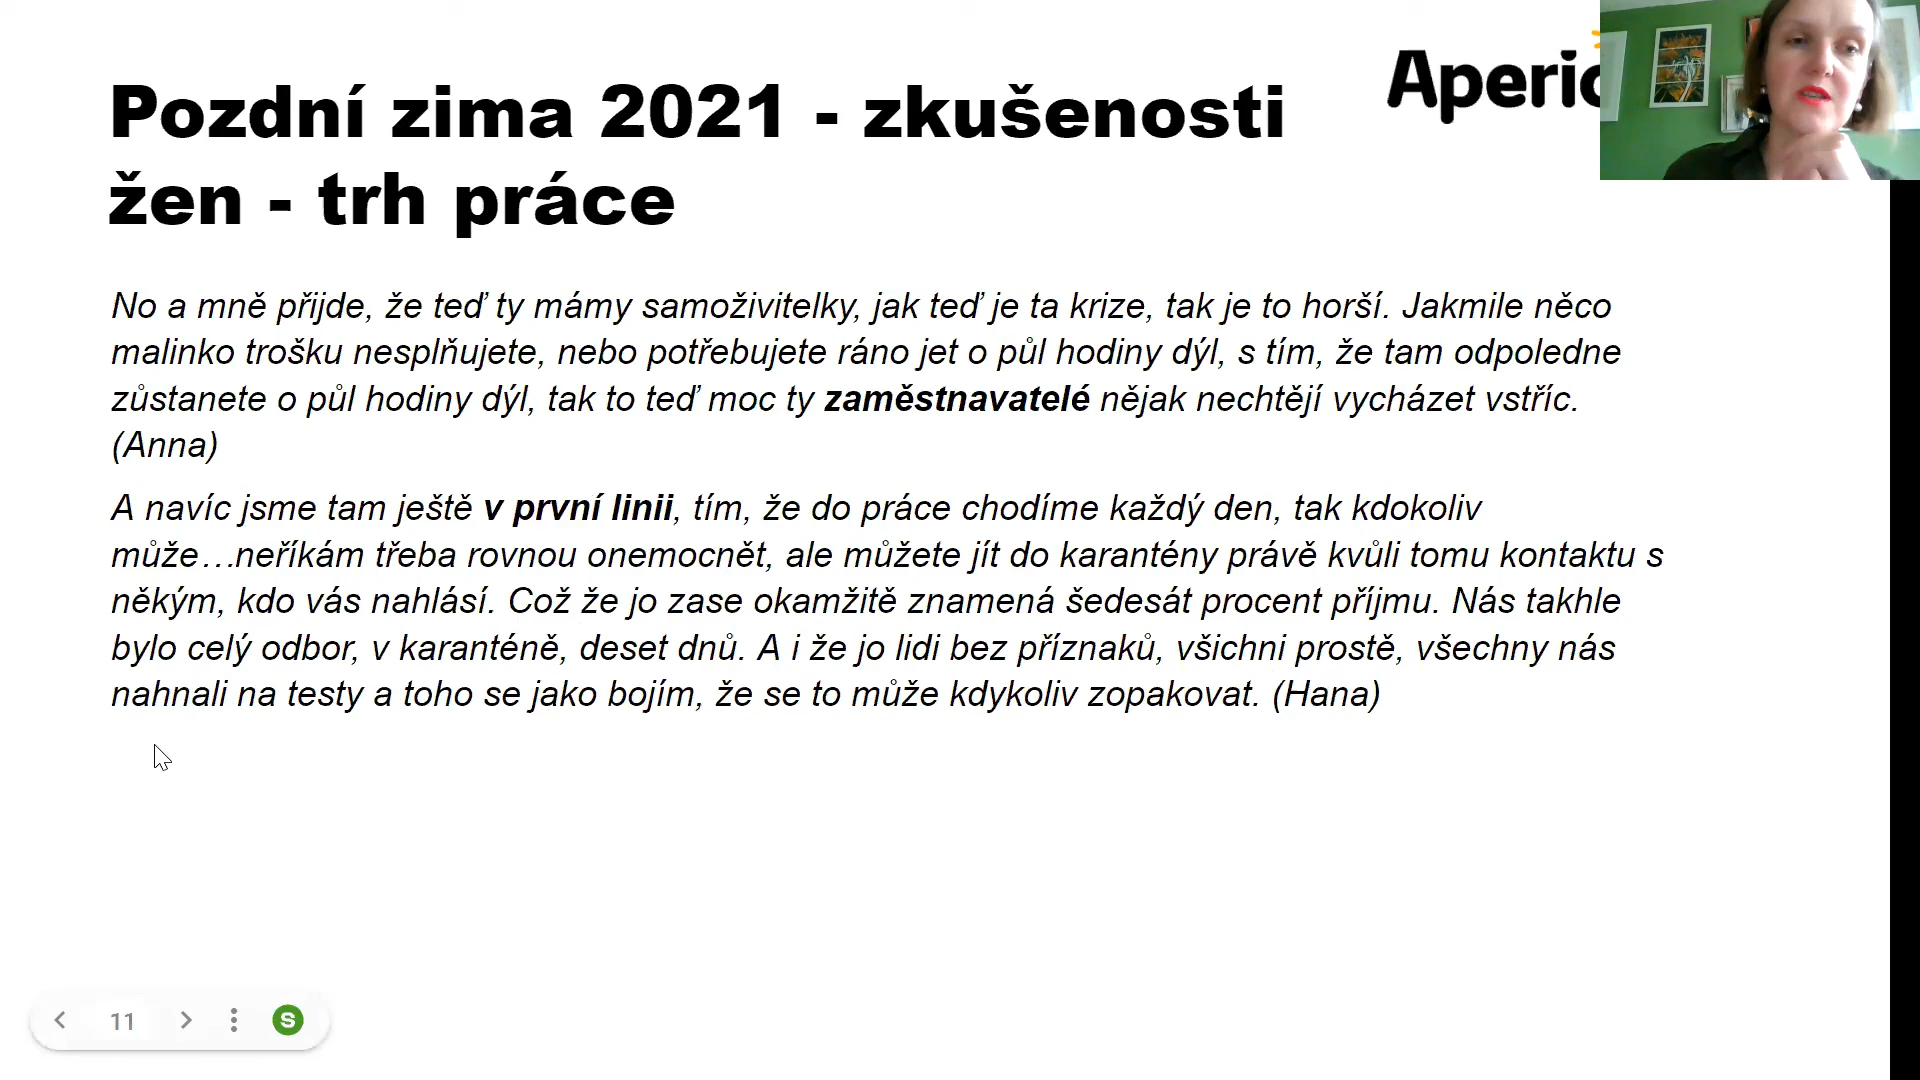 Pozdní zima 2021 - zkušenosti
žen - trh práce
Aperio
No a mně přijde, že teď ty mámy samoživitelky, jak teď je ta krize, tak je to horší. Jakmile něco
malinko trošku nesplňujete, nebo potřebujete ráno jet o půl hodiny dýl, s tím, že tam odpoledne
zůstanete o půl hodiny dýl, tak to teď moc ty zaměstnavatelé nějak nechtějí vycházet vstříc.
(Anna)
A navíc jsme tam ještě v první linii, tím, že do práce chodíme každý den, tak kdokoliv
může…neříkám třeba rovnou onemocnět, ale můžete jít do karantény právě kvůli tomu kontaktu s
někým, kdo vás nahlásí. Což že jo zase okamžitě znamená šedesát procent příjmu. Nás takhle
bylo celý odbor, v karanténě, deset dnů. A i že jo lidi bez příznaků, všichni prostě, všechny nás
nahnali na testy a toho se jako bojím, že se to může kdykoliv zopakovat. (Hana)
11
S